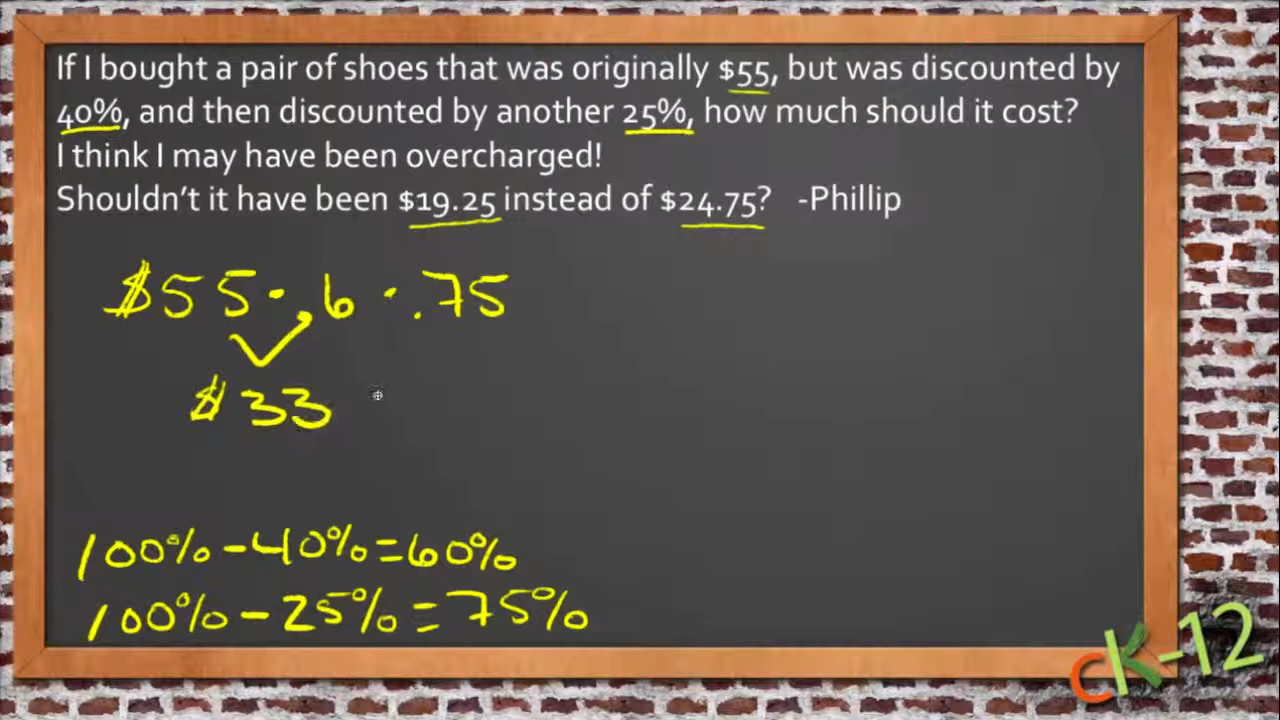 If I bought a pair of shoes that was originally $55, but was discounted by
40%, and then discounted by another 25%, how much should it cost?
I think I may have been overcharged!
Shouldn't it have been $19.25 instead of $24.75? -Phillip
$55 · .6 · .75
$33
100% - 40% = 60%
100% - 25% = 75%
cK-12